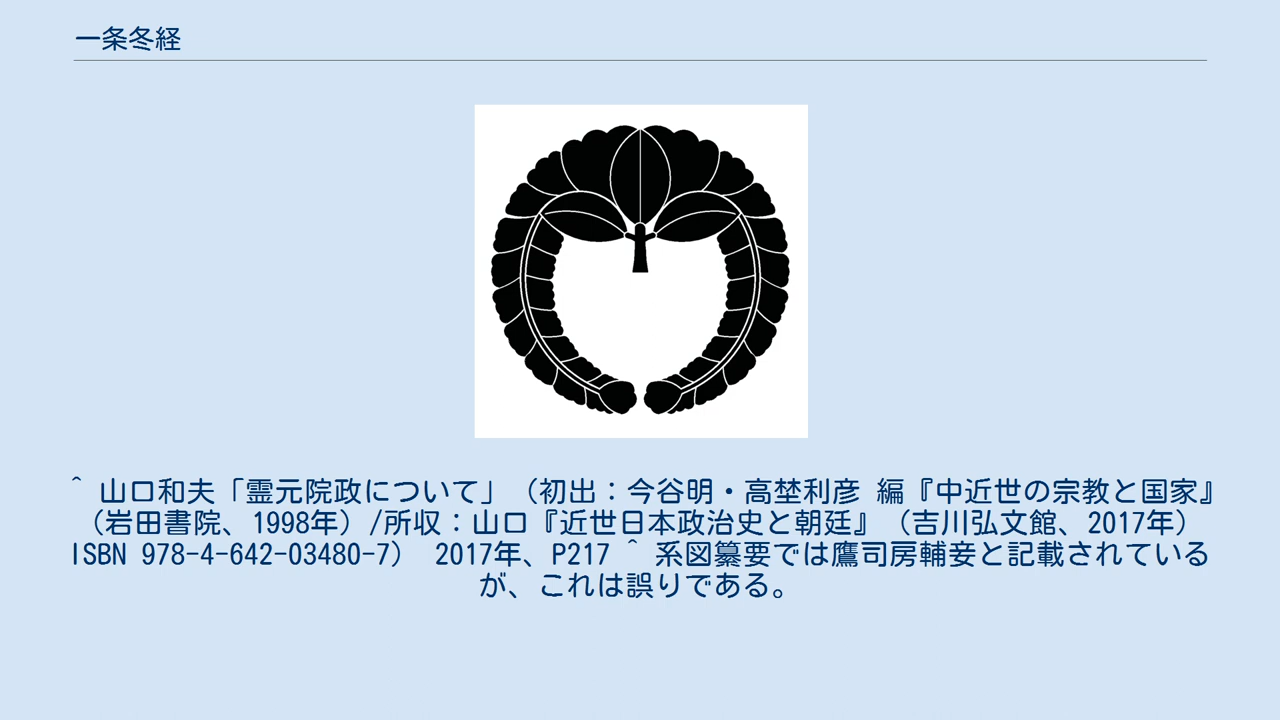 一条冬経
^ 山口和夫「霊元院政について」（初出：今谷明・高埜利彦 編『中近世の宗教と国家』
（岩田書院、1998年）/所収：山口『近世日本政治史と朝廷』（吉川弘文館、2017年）
ISBN 978-4-642-03480-7） 2017年、P217 ^ 系図纂要では鷹司房輔妾と記載されている
が、これは誤りである。